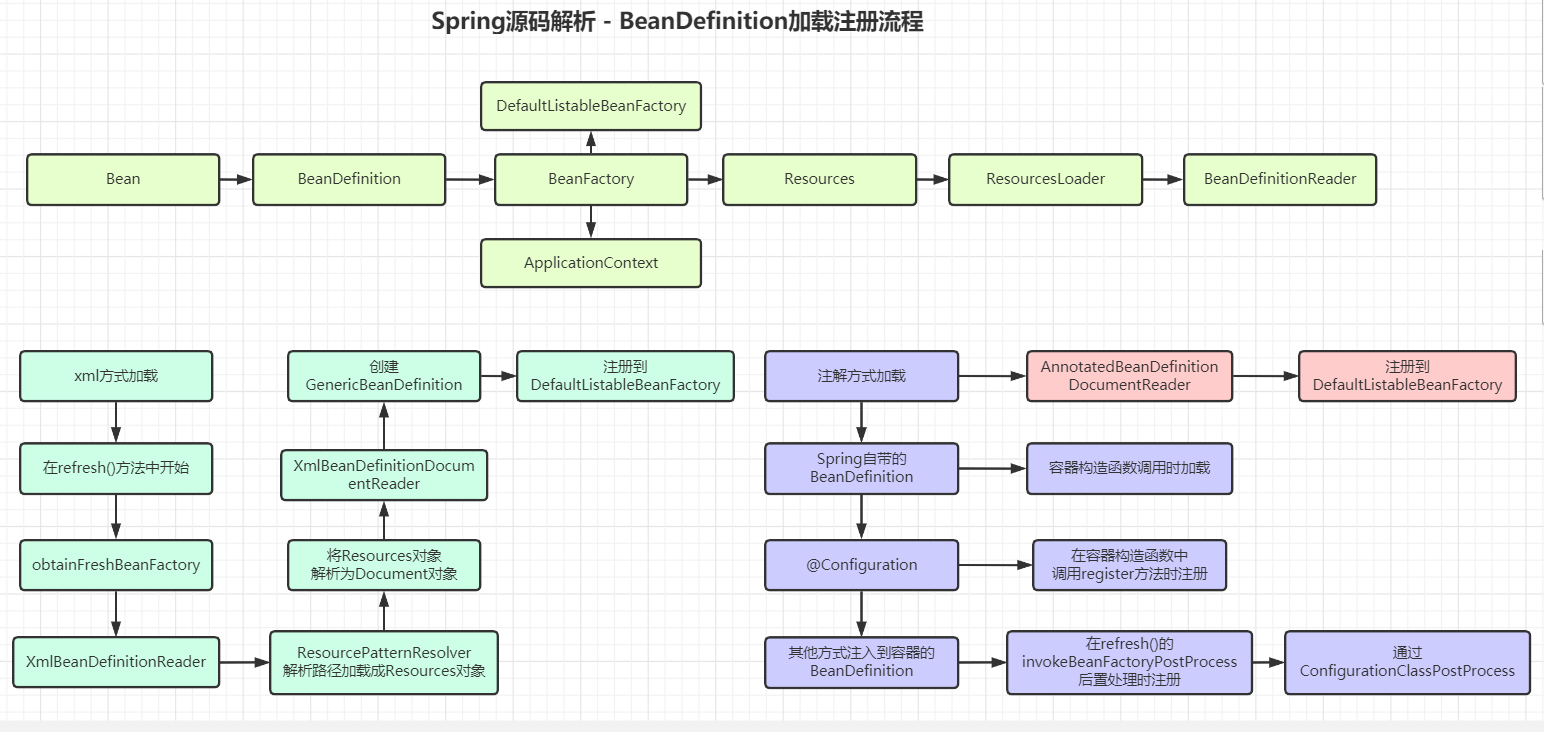 Spring源码解析 - BeanDefinition加载注册流程
DefaultListableBeanFactory
Bean
BeanDefinition
BeanFactory
Resources
ResourcesLoader
BeanDefinitionReader
ApplicationContext
xml方式加载
在refresh()方法中开始
obtainFreshBeanFactory
XmlBeanDefinitionReader
ResourcePatternResolver
解析路径加载成Resources对象
将Resources对象
解析为Document对象
XmlBeanDefinitionDocum
entReader
创建
GenericBeanDefinition
注册到
DefaultListableBeanFactory
注解方式加载
AnnotatedBeanDefinition
DocumentReader
注册到
DefaultListableBeanFactory
Spring自带的
BeanDefinition
容器构造函数调用时加载
@Configuration
在容器构造函数中
调用register方法时注册
其他方式注入到容器的
BeanDefinition
在refresh()的
invokeBeanFactoryPostProcess
后置处理时注册
通过
ConfigurationClassPostProcess